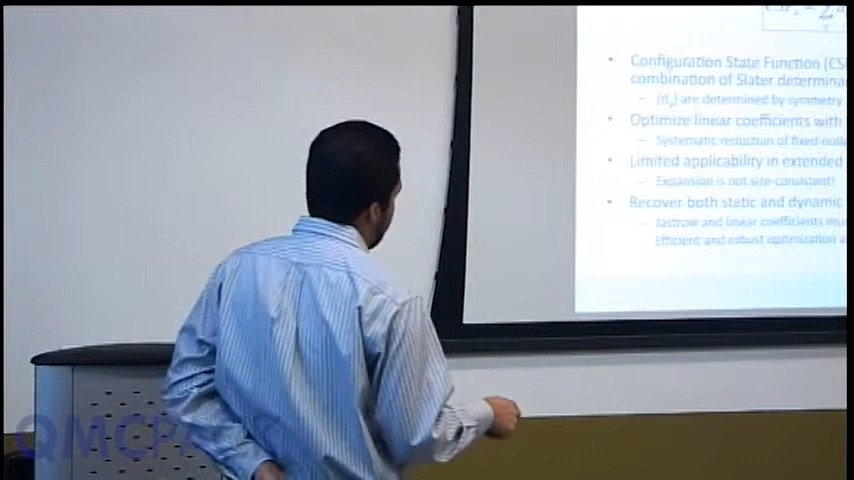 • Configuration State Function (CS
combination of Slater determina
– {d } are determined by symmetry
• Optimize linear coefficients with
– Systematic reduction of fixed-nod
• Limited applicability in extended
– Expansion is not size-consistent!
• Recover both static and dynamic
– Jastrow and linear coefficients mu
– Efficient and robust optimization a
QMCPA